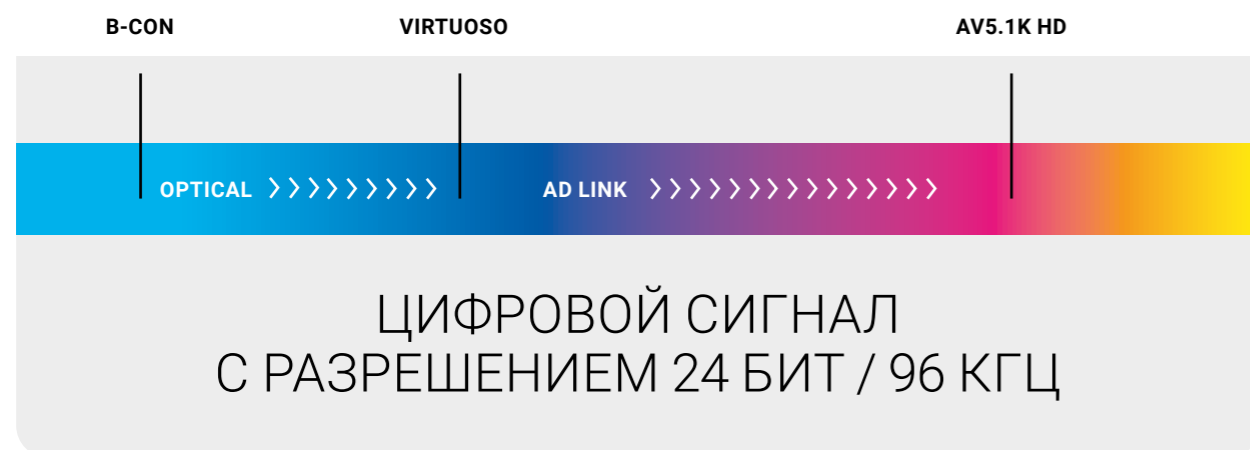 B-CON VIRTUOSO AV5.1K HD
OPTICAL AD LINK
ЦИФРОВОЙ СИГНАЛ
С РАЗРЕШЕНИЕМ 24 БИТ / 96 КГЦ